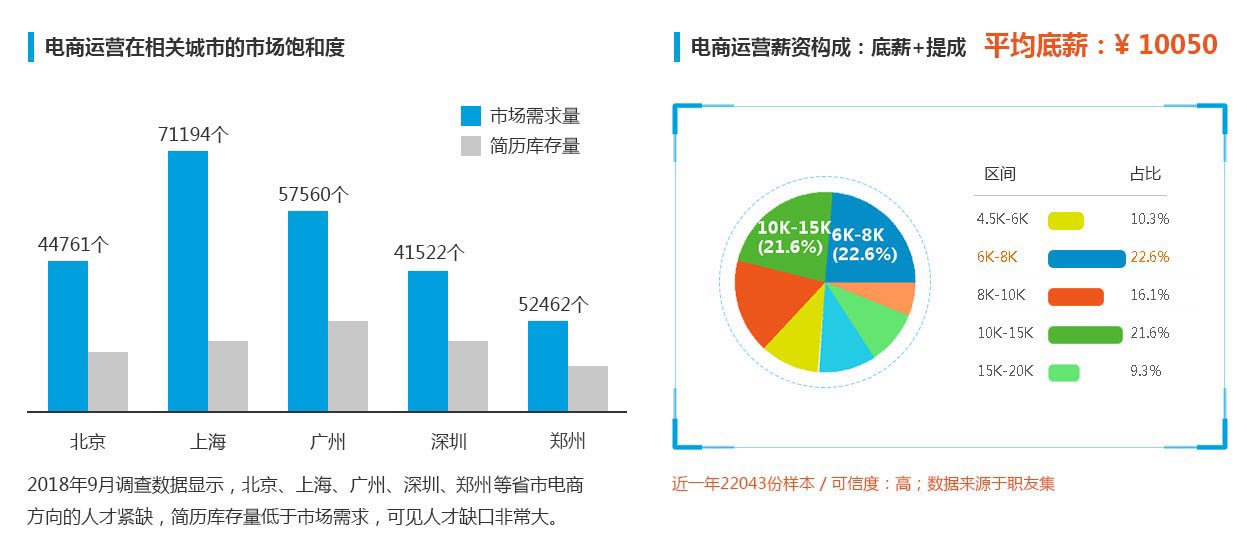 电商运营在相关城市的市场饱和度
市场需求量
简历库存量
44761个
71194个
57560个
41522个
52462个
北京
上海
广州
深圳
郑州
2018年9月调查数据显示，北京、上海、广州、深圳、郑州等省市电商
方向的人才紧缺，简历库存量低于市场需求，可见人才缺口非常大。
电商运营薪资构成：底薪+提成 平均底薪：¥ 10050
10K-15K
(21.6%)
6K-8K
(22.6%)
区间 占比
4.5K-6K 10.3%
6K-8K 22.6%
8K-10K 16.1%
10K-15K 21.6%
15K-20K 9.3%
近一年22043份样本 / 可信度：高；数据来源于职友集